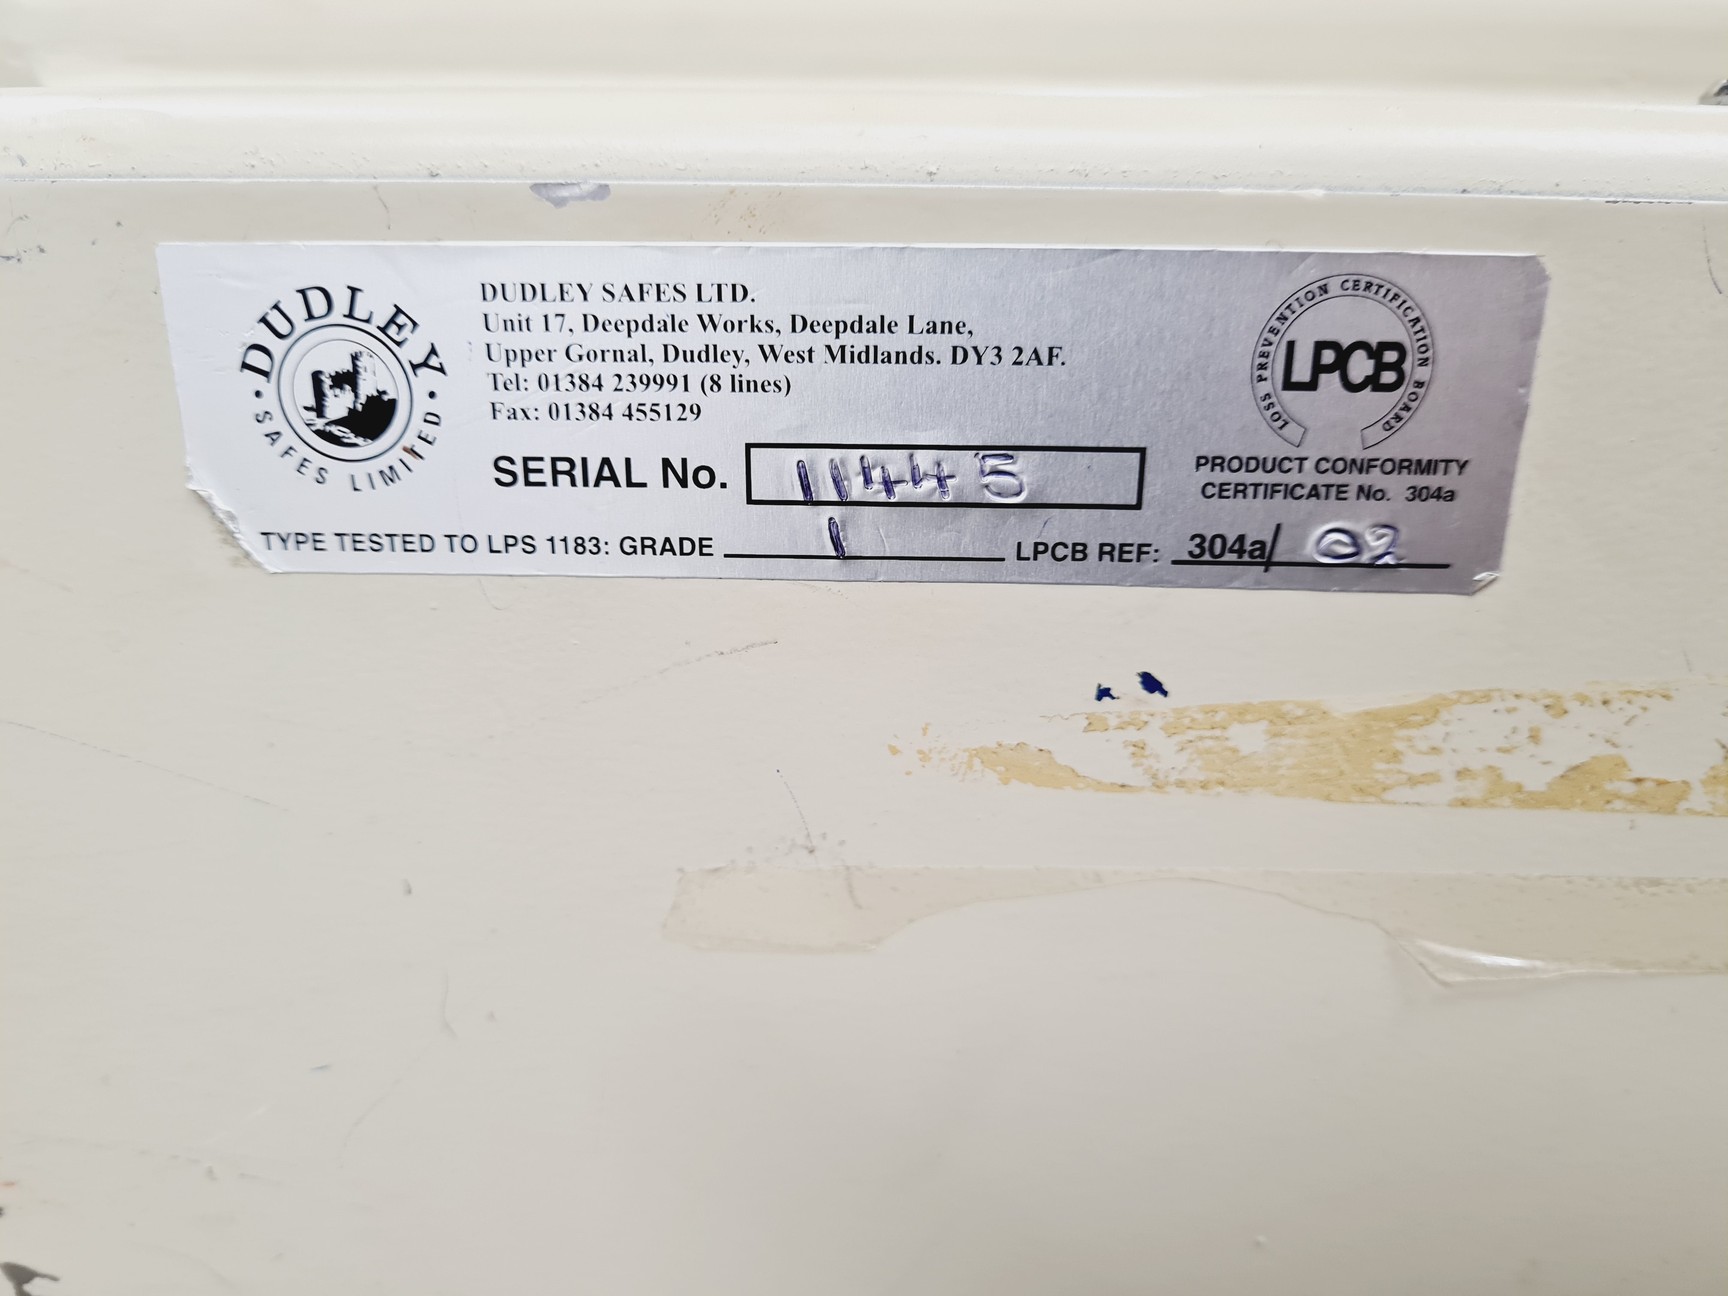 DUDLEY
SAFES LIMITED
DUDLEY SAFES LTD.
Unit 17, Deepdale Works, Deepdale Lane,
Upper Gornal, Dudley, West Midlands. DY3 2AF.
Tel: 01384 239991 (8 lines)
Fax: 01384 455129
SERIAL No. 11445
TYPE TESTED TO LPS 1183: GRADE 1
LOSS PREVENTION CERTIFICATION BOARD
LPCB
PRODUCT CONFORMITY
CERTIFICATE No. 304a
LPCB REF: 304a/ 02